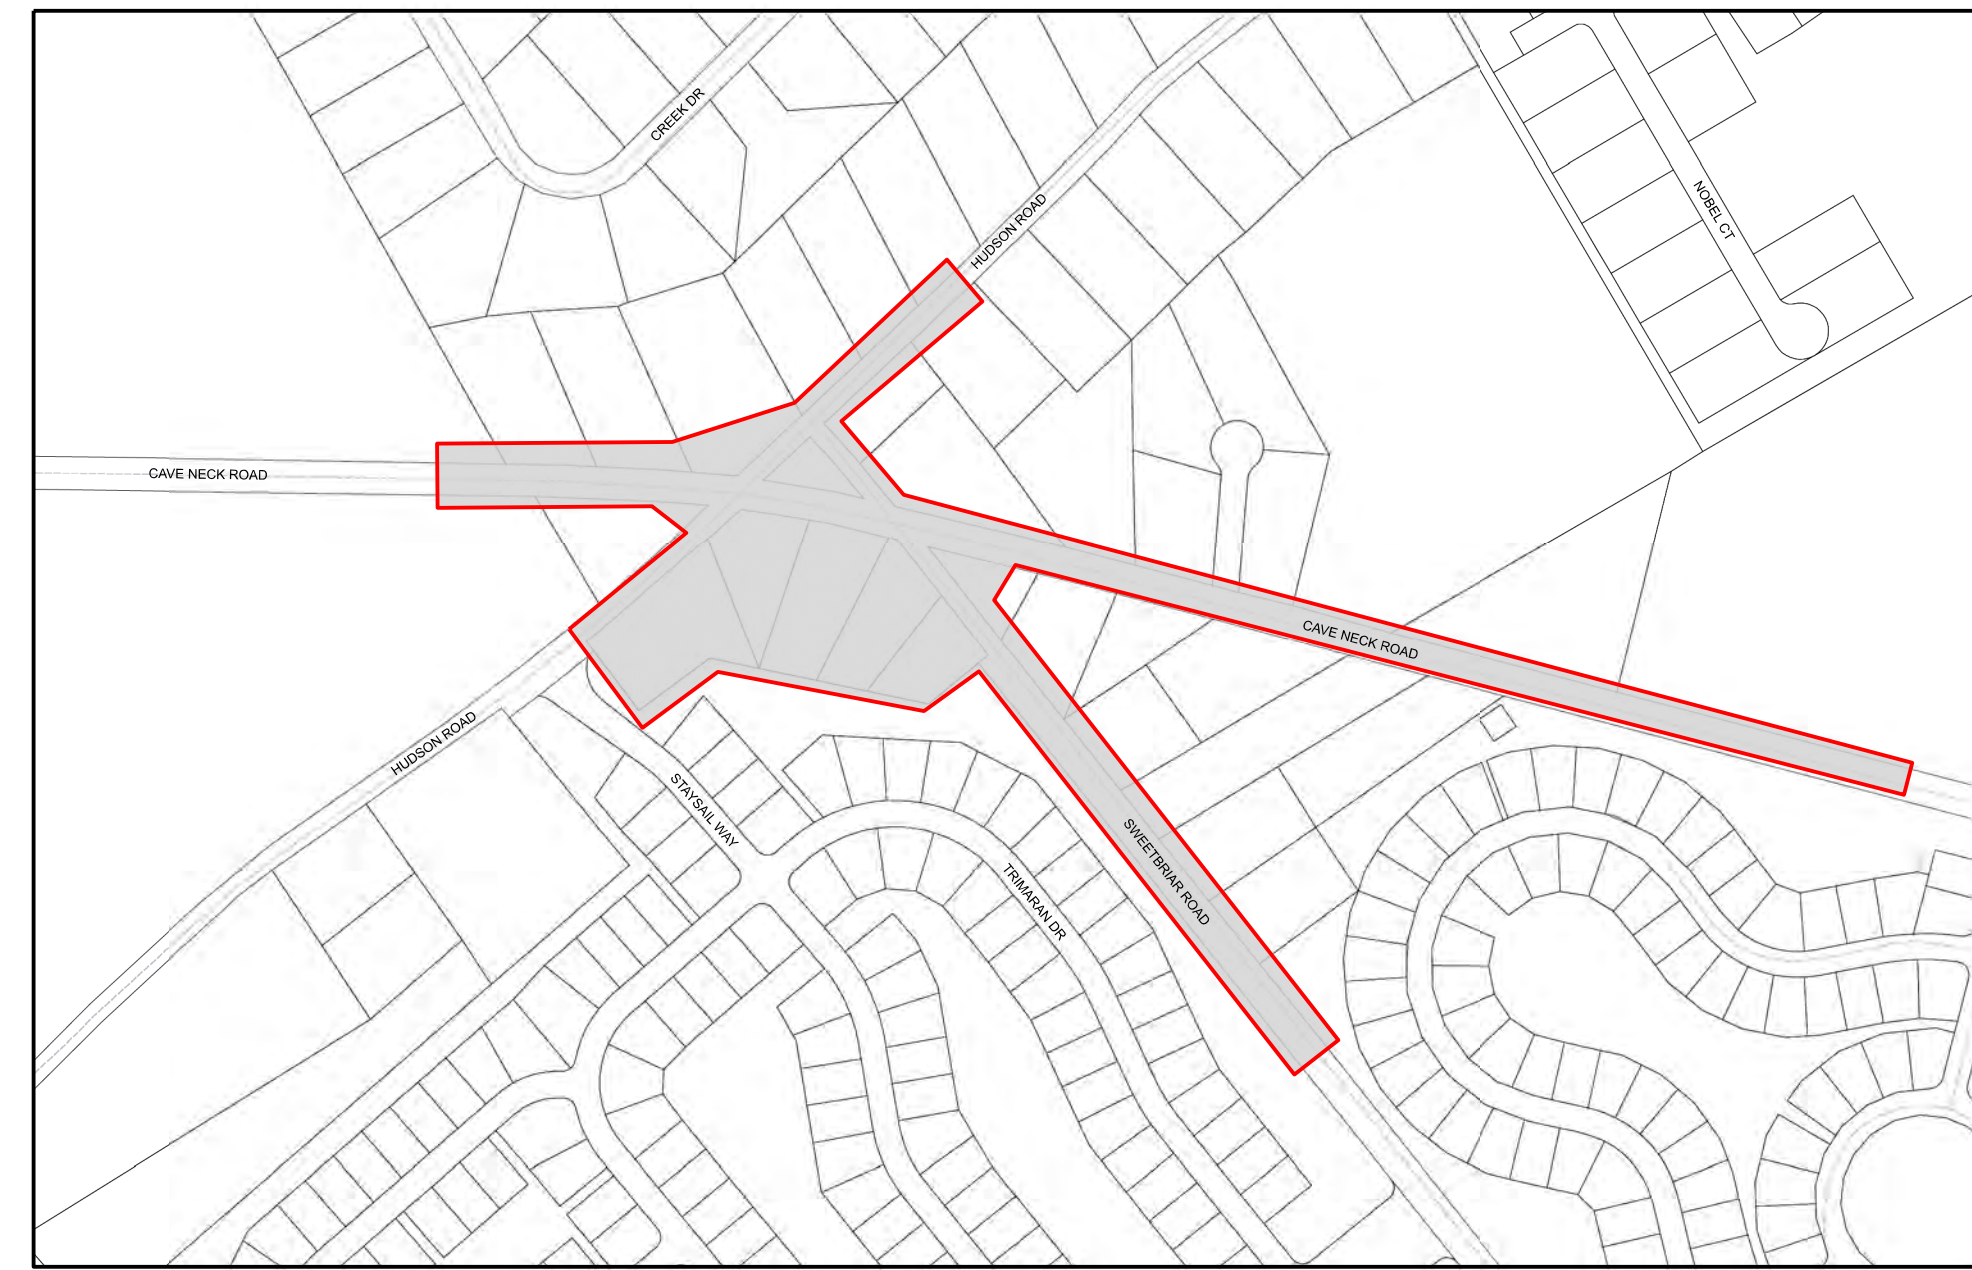 CREEK DR
HUDSON ROAD
NOBEL CT
CAVE NECK ROAD
CAVE NECK ROAD
HUDSON ROAD
STAYSAIL WAY
TRIMARAN DR
SWEETBRIAR ROAD